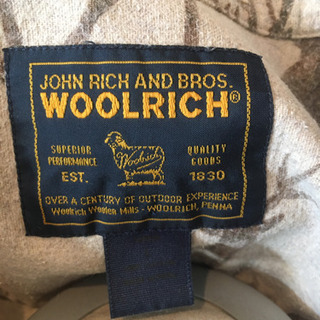 JOHN RICH AND BROS.
WOOLRICH®
SUPERIOR
PERFORMANCE
Woolrich
QUALITY
GOODS
EST.
1830
OVER A CENTURY OF OUTDOOR EXPERIENCE
Woolrich Woolen Mills - WOOLRICH, PENNA